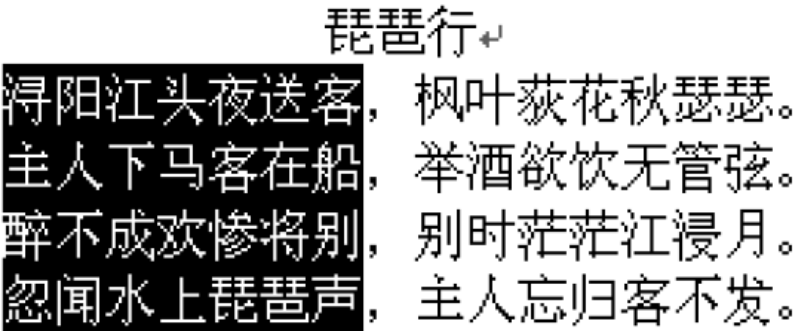 琵琶行↵
浔阳江头夜送客，枫叶荻花秋瑟瑟。
主人下马客在船，举酒欲饮无管弦。
醉不成欢惨将别，别时茫茫江浸月。
忽闻水上琵琶声，主人忘归客不发。